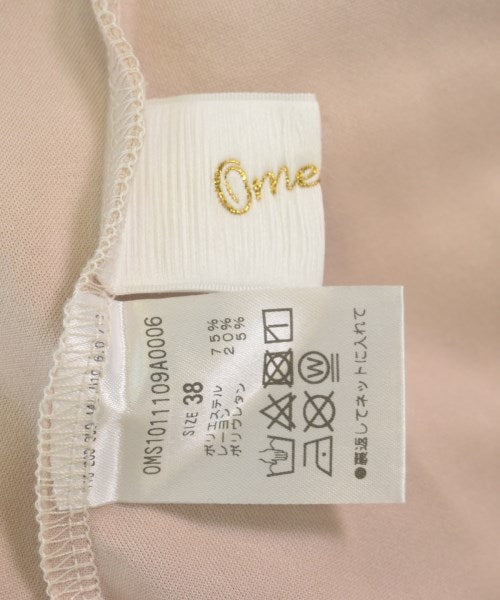 Ome
OMS1011109A0006
SIZE 38
ポリエステル 75%
レーヨン 20%
ポリウレタン 5%
W
●裏返してネットに入れて